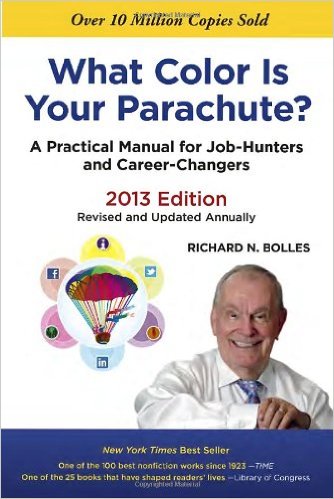 Over 10 Million Copies Sold
What Color Is
Your Parachute?
A Practical Manual for Job-Hunters
and Career-Changers
2013 Edition
Revised and Updated Annually
RICHARD N. BOLLES
f
in
New York Times Best Seller
One of the 100 best nonfiction works since 1923 —TIME
One of the 25 books that have shaped readers' lives —Library of Congress